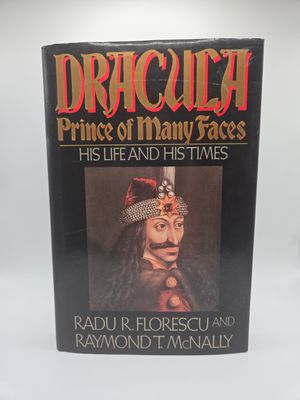 DRACULA
Prince of Many Faces
HIS LIFE AND HIS TIMES
RADU R. FLORESCU AND
RAYMOND T. McNALLY